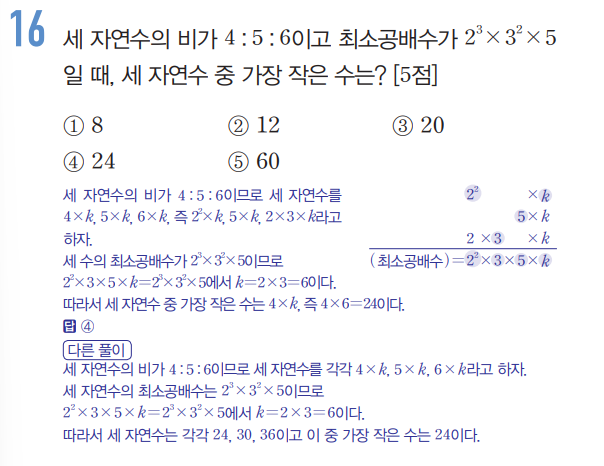 16 세 자연수의 비가 4 : 5 : 6이고 최소공배수가 2³×3²×5
일 때, 세 자연수 중 가장 작은 수는? [5점]
① 8 ② 12 ③ 20
④ 24 ⑤ 60
세 자연수의 비가 4 : 5 : 6이므로 세 자연수를
4×k, 5×k, 6×k, 즉 2²×k, 5×k, 2×3×k라고
하자.
세 수의 최소공배수가 2³×3²×5이므로
2²×3×5×k=2³×3²×5에서 k=2×3=6이다.
2² ×k
5×k
2 ×3 ×k
(최소공배수)=2²×3×5×k
따라서 세 자연수 중 가장 작은 수는 4×k, 즉 4×6=24이다.
답 ④
다른 풀이
세 자연수의 비가 4 : 5 : 6이므로 세 자연수를 각각 4×k, 5×k, 6×k라고 하자.
세 자연수의 최소공배수는 2³×3²×5이므로
2²×3×5×k=2³×3²×5에서 k=2×3=6이다.
따라서 세 자연수는 각각 24, 30, 36이고 이 중 가장 작은 수는 24이다.